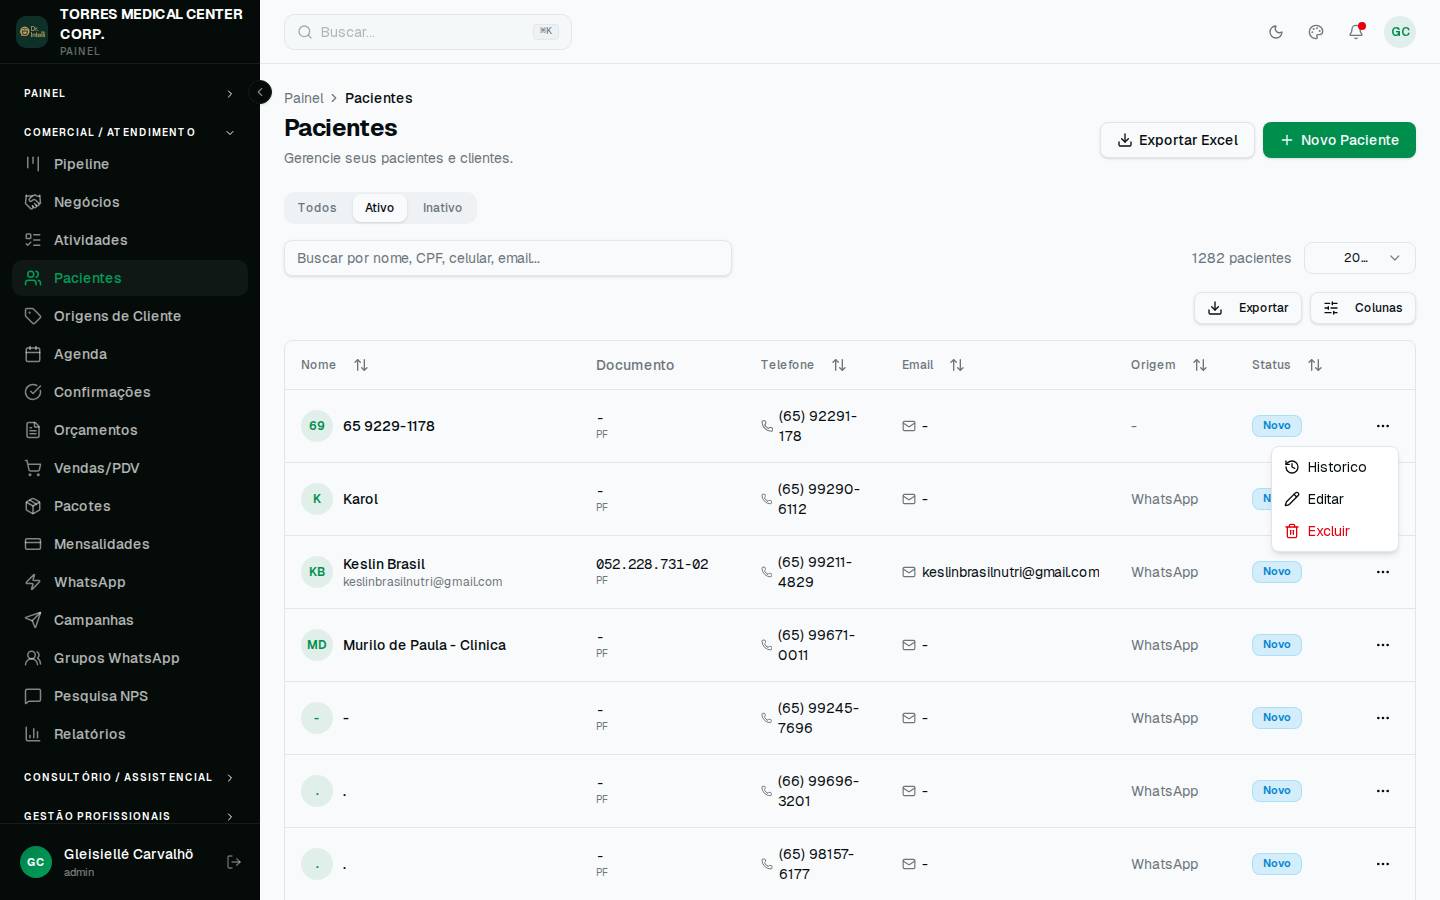 TORRES MEDICAL CENTER
CORP.
PAINEL
Dr.
Intelli
PAINEL
COMERCIAL / ATENDIMENTO
Pipeline
Negócios
Atividades
Pacientes
Origens de Cliente
Agenda
Confirmações
Orçamentos
Vendas/PDV
Pacotes
Mensalidades
WhatsApp
Campanhas
Grupos WhatsApp
Pesquisa NPS
Relatórios
CONSULTÓRIO / ASSISTENCIAL
GESTÃO PROFISSIONAIS
GC
Gleisiellé Carvalhö
admin
Buscar...
⌘K
GC
Painel > Pacientes
Pacientes
Gerencie seus pacientes e clientes.
Exportar Excel
+ Novo Paciente
Todos Ativo Inativo
Buscar por nome, CPF, celular, email...
1282 pacientes
20...
Exportar
Colunas
Nome Documento Telefone Email Origem Status
69 65 9229-1178 - PF (65) 92291-178 - - Novo ...
Historico
Editar
Excluir
K Karol - PF (65) 99290-6112 - WhatsApp N
KB Keslin Brasil keslinbrasilnutri@gmail.com 052.228.731-02 PF (65) 99211-4829 keslinbrasilnutri@gmail.com WhatsApp Novo ...
MD Murilo de Paula - Clinica - PF (65) 99671-0011 - WhatsApp Novo ...
- - - PF (65) 99245-7696 - WhatsApp Novo ...
. . - PF (66) 99696-3201 - WhatsApp Novo ...
. . - PF (65) 98157-6177 - WhatsApp Novo ...